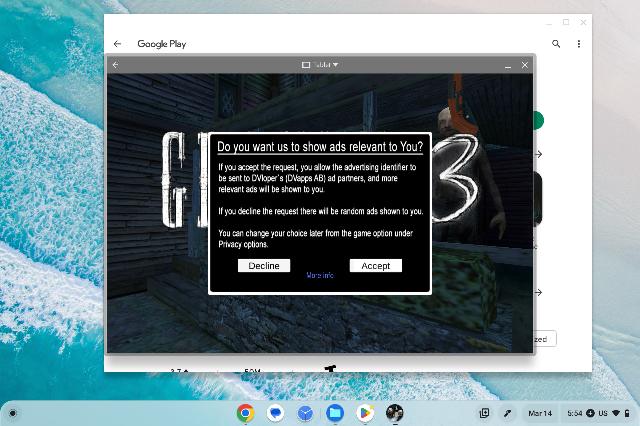 Google Play
Tablet
Do you want us to show ads relevant to You?
If you accept the request, you allow the advertising identifier to
be sent to DVloper´s (DVapps AB) ad partners, and more
relevant ads will be shown to you.
If you decline the request there will be random ads shown to you.
You can change your choice later from the game option under
Privacy options.
Decline
Accept
More info
3
Mar 14
5:54
US